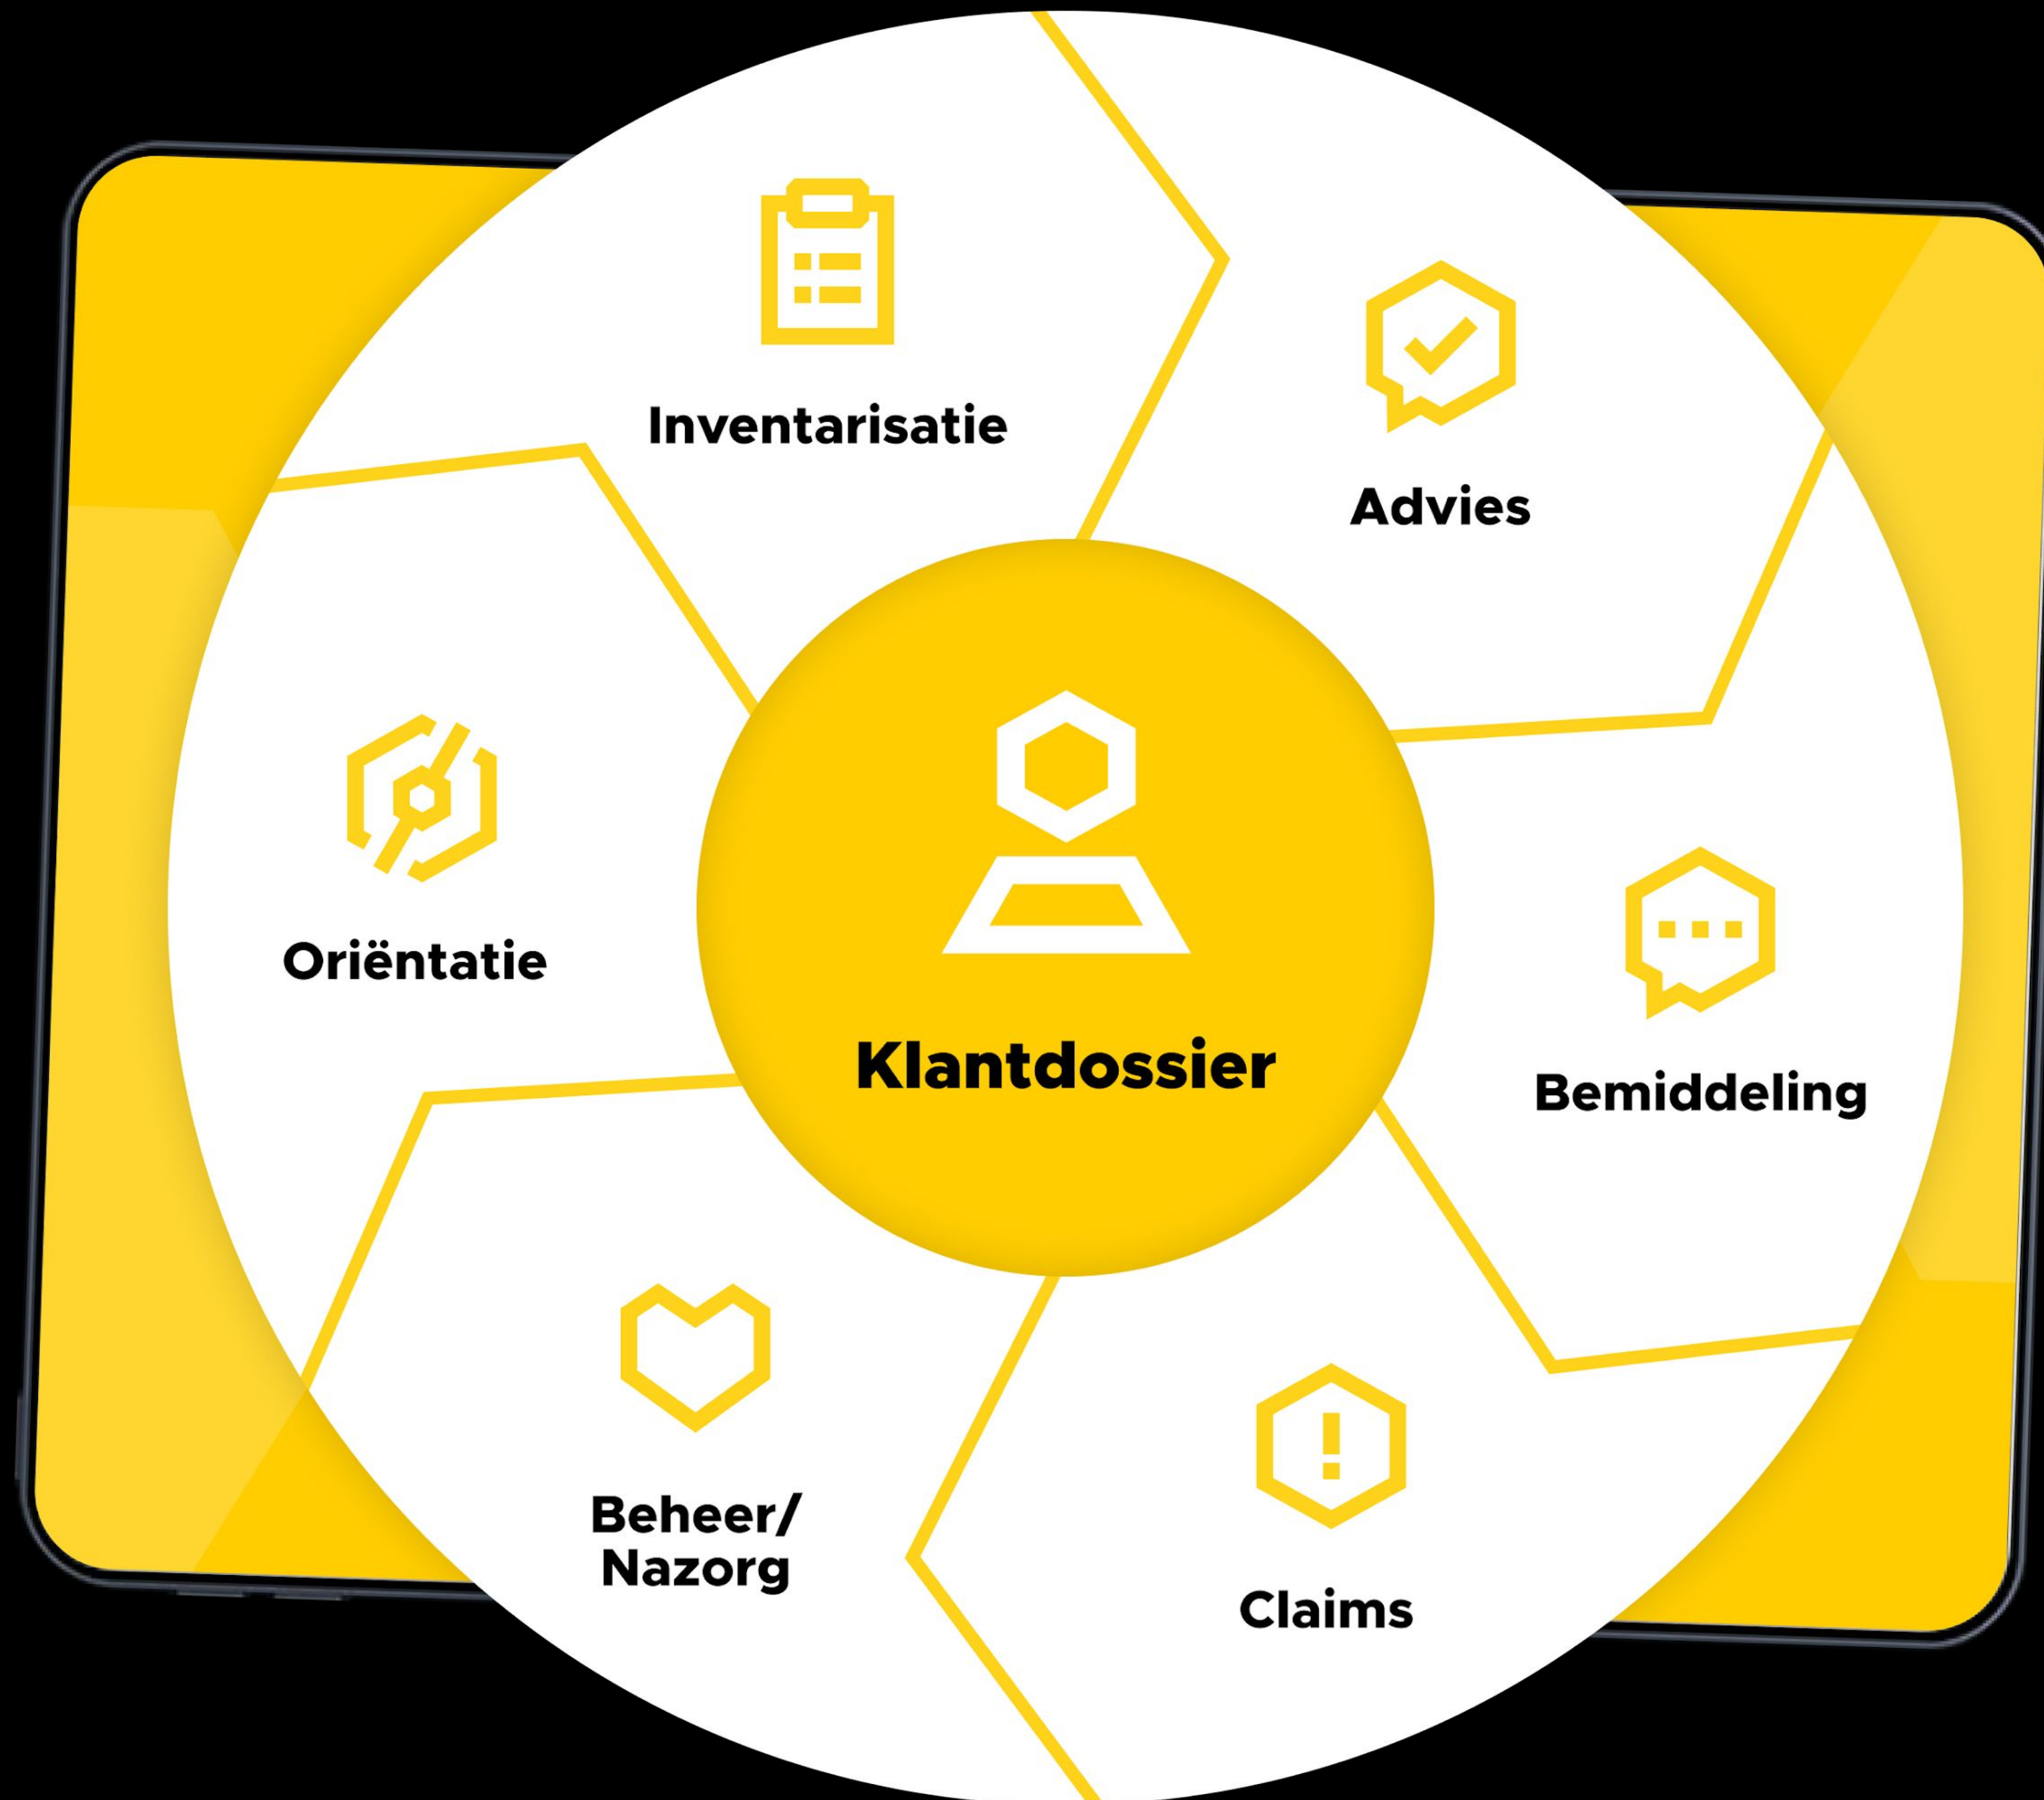 Inventarisatie
Advies
Oriëntatie
Klantdossier
Bemiddeling
Beheer/
Nazorg
Claims